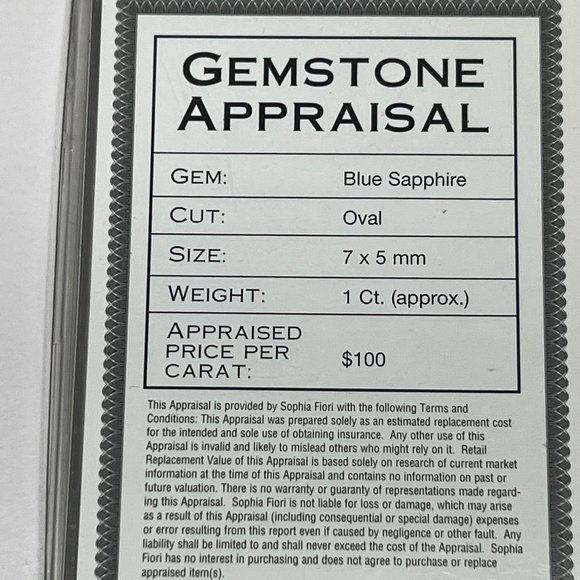 GEMSTONE
APPRAISAL
GEM: Blue Sapphire
CUT: Oval
SIZE: 7 x 5 mm
WEIGHT: 1 Ct. (approx.)
APPRAISED
PRICE PER
CARAT: $100
This Appraisal is provided by Sophia Fiori with the following Terms and
Conditions: This Appraisal was prepared solely as an estimated replacement cost
for the intended and sole use of obtaining insurance. Any other use of this
Appraisal is invalid and likely to mislead others who might rely on it. Retail
Replacement Value of this Appraisal is based solely on research of current market
information at the time of this Appraisal and contains no information on past or
future valuation. There is no warranty or guaranty of representations made regard-
ing this Appraisal. Sophia Fiori is not liable for loss or damage, which may arise
as a result of this Appraisal (including consequential or special damage) expenses
or error resulting from this report even if caused by negligence or other fault. Any
liability shall be limited to and shall never exceed the cost of the Appraisal. Sophia
Fiori has no interest in purchasing and does not agree to purchase or replace
appraised item(s).